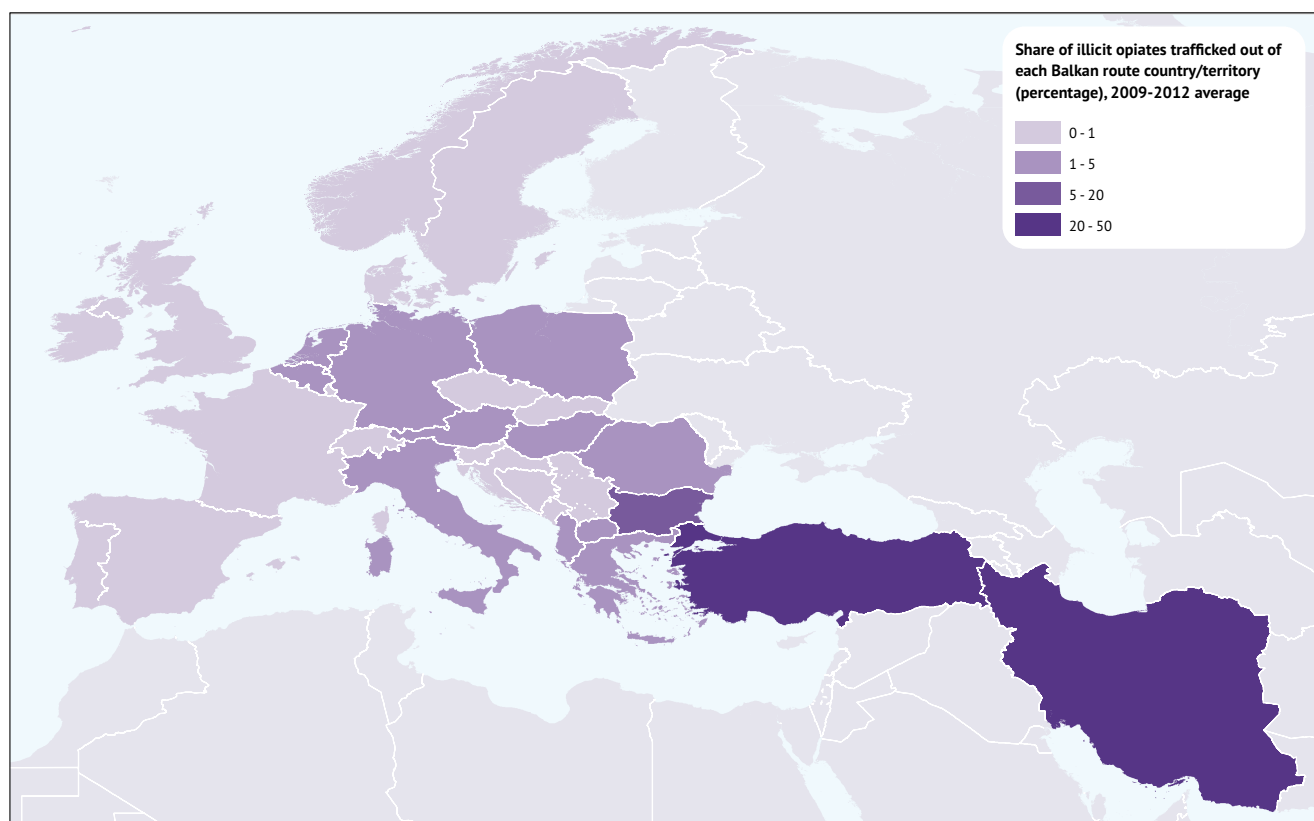 Share of illicit opiates trafficked out of
each Balkan route country/territory
(percentage), 2009-2012 average
0 - 1
1 - 5
5 - 20
20 - 50